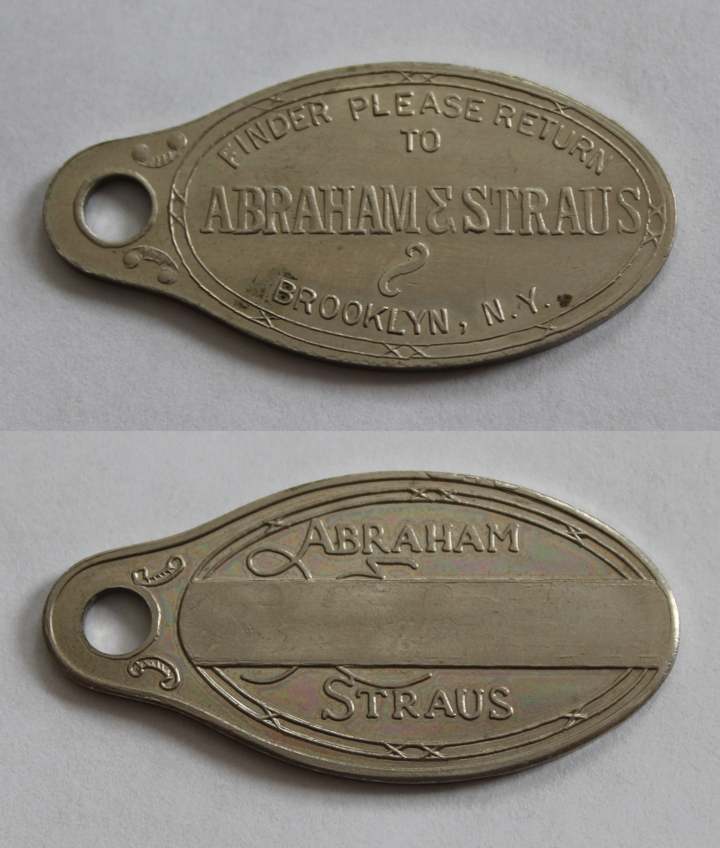 FINDER PLEASE RETURN
TO
ABRAHAM & STRAUS
BROOKLYN, N.Y.
ABRAHAM
STRAUS